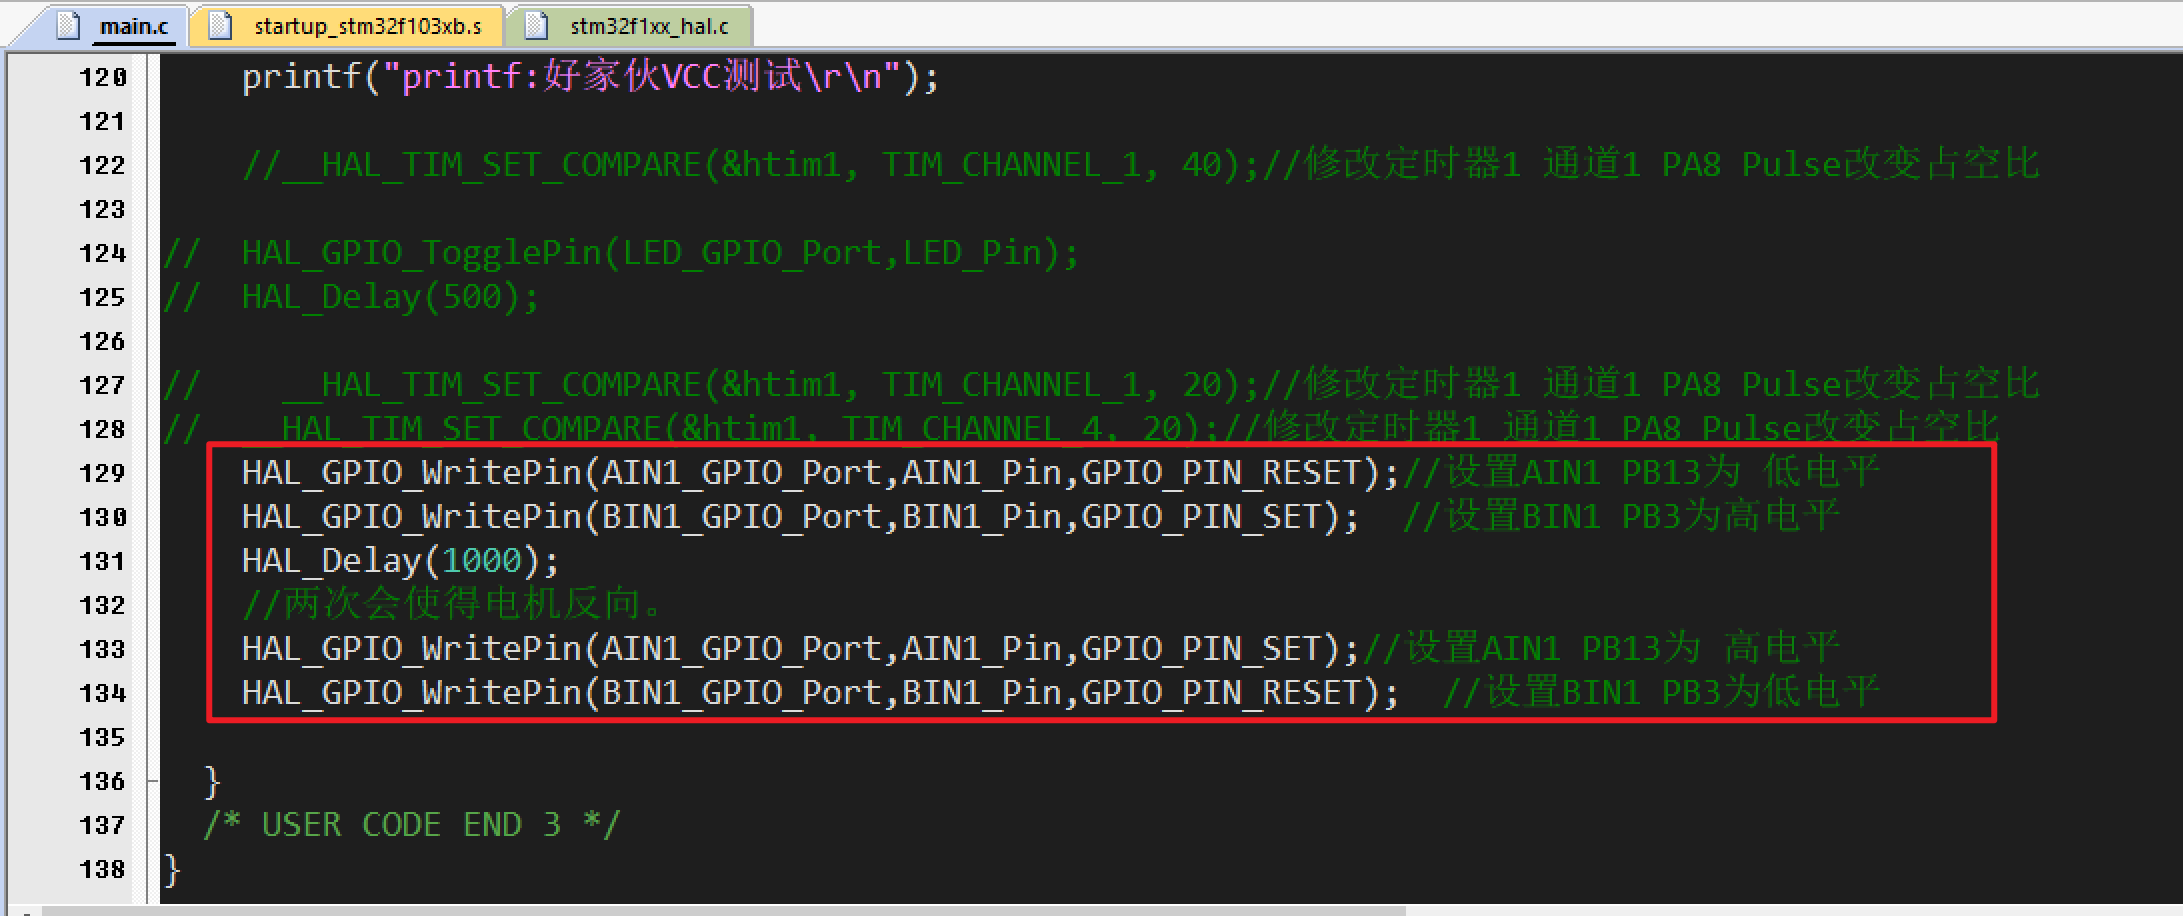 main.c startup_stm32f103xb.s stm32f1xx_hal.c
120 printf("printf:好家伙VCC测试\r\n");
121
122 //__HAL_TIM_SET_COMPARE(&htim1, TIM_CHANNEL_1, 40);//修改定时器1 通道1 PA8 Pulse改变占空比
123
124 // HAL_GPIO_TogglePin(LED_GPIO_Port,LED_Pin);
125 // HAL_Delay(500);
126
127 // __HAL_TIM_SET_COMPARE(&htim1, TIM_CHANNEL_1, 20);//修改定时器1 通道1 PA8 Pulse改变占空比
128 // __HAL_TIM_SET_COMPARE(&htim1, TIM_CHANNEL_4, 20);//修改定时器1 通道1 PA8 Pulse改变占空比
129 HAL_GPIO_WritePin(AIN1_GPIO_Port,AIN1_Pin,GPIO_PIN_RESET);//设置AIN1 PB13为 低电平
130 HAL_GPIO_WritePin(BIN1_GPIO_Port,BIN1_Pin,GPIO_PIN_SET); //设置BIN1 PB3为高电平
131 HAL_Delay(1000);
132 //两次会使得电机反向。
133 HAL_GPIO_WritePin(AIN1_GPIO_Port,AIN1_Pin,GPIO_PIN_SET);//设置AIN1 PB13为 高电平
134 HAL_GPIO_WritePin(BIN1_GPIO_Port,BIN1_Pin,GPIO_PIN_RESET); //设置BIN1 PB3为低电平
135
136 }
137 /* USER CODE END 3 */
138 }